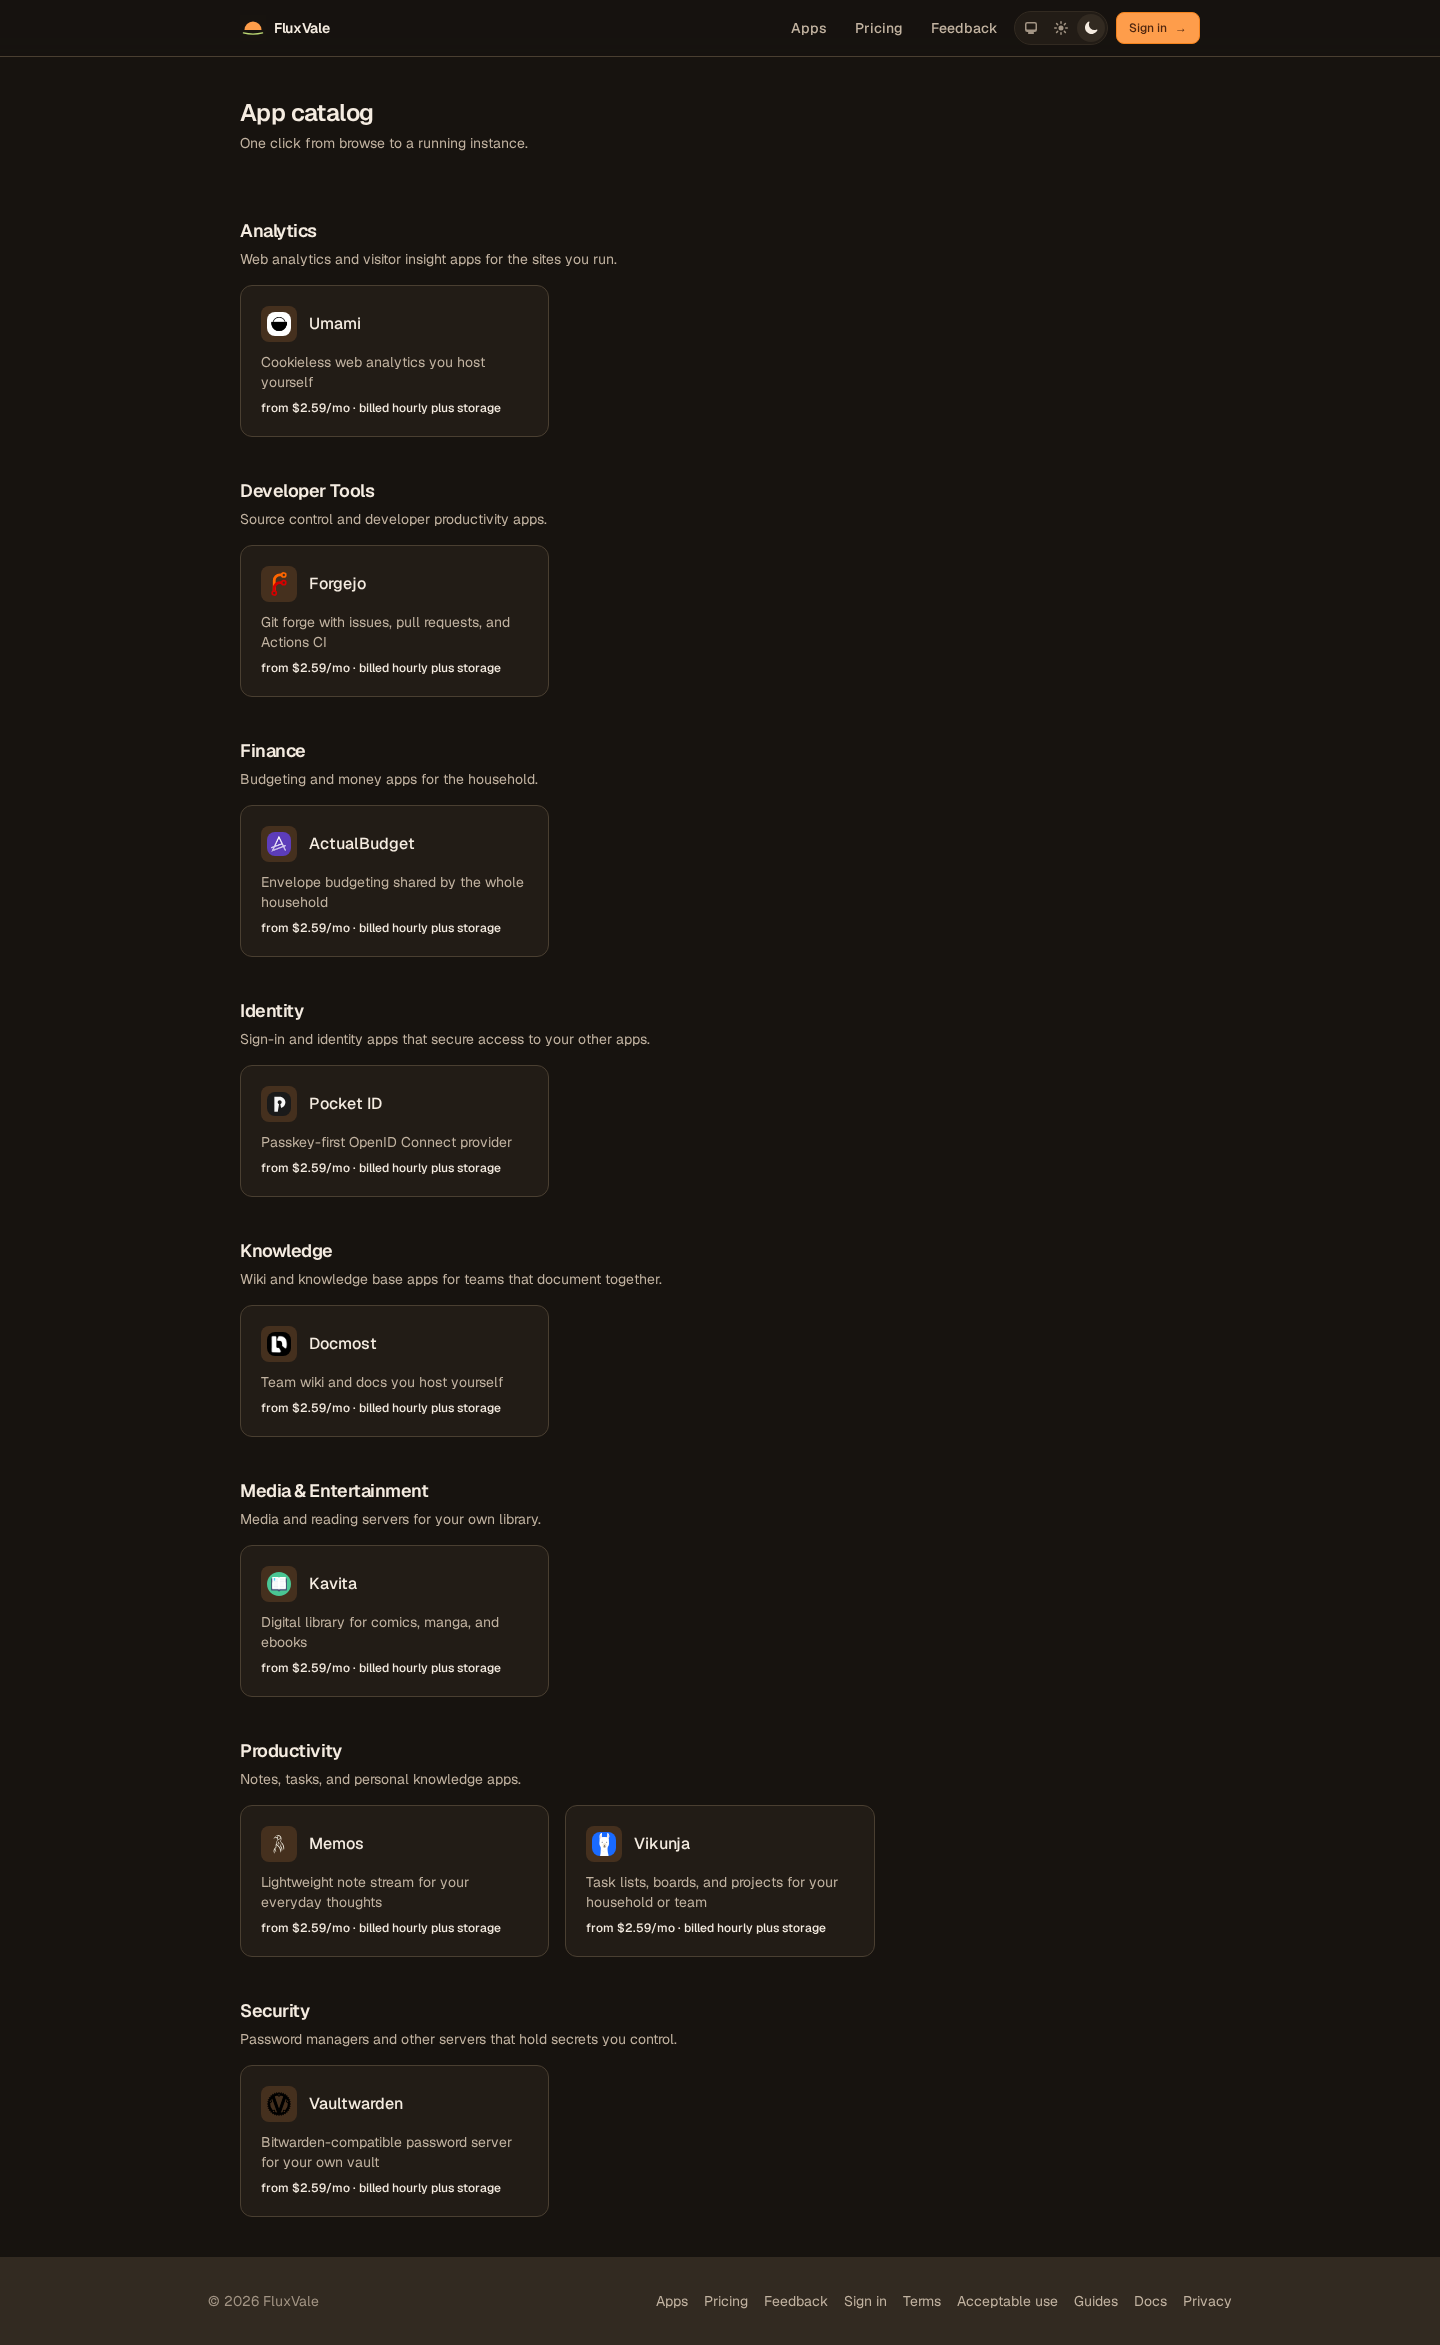 FluxVale
Apps
Pricing
Feedback
Sign in →
App catalog
One click from browse to a running instance.
Analytics
Web analytics and visitor insight apps for the sites you run.
Umami
Cookieless web analytics you host
yourself
from $2.59/mo · billed hourly plus storage
Developer Tools
Source control and developer productivity apps.
Forgejo
Git forge with issues, pull requests, and
Actions CI
from $2.59/mo · billed hourly plus storage
Finance
Budgeting and money apps for the household.
ActualBudget
Envelope budgeting shared by the whole
household
from $2.59/mo · billed hourly plus storage
Identity
Sign-in and identity apps that secure access to your other apps.
Pocket ID
Passkey-first OpenID Connect provider
from $2.59/mo · billed hourly plus storage
Knowledge
Wiki and knowledge base apps for teams that document together.
Docmost
Team wiki and docs you host yourself
from $2.59/mo · billed hourly plus storage
Media & Entertainment
Media and reading servers for your own library.
Kavita
Digital library for comics, manga, and
ebooks
from $2.59/mo · billed hourly plus storage
Productivity
Notes, tasks, and personal knowledge apps.
Memos
Lightweight note stream for your
everyday thoughts
from $2.59/mo · billed hourly plus storage
Vikunja
Task lists, boards, and projects for your
household or team
from $2.59/mo · billed hourly plus storage
Security
Password managers and other servers that hold secrets you control.
Vaultwarden
Bitwarden-compatible password server
for your own vault
from $2.59/mo · billed hourly plus storage
© 2026 FluxVale
Apps
Pricing
Feedback
Sign in
Terms
Acceptable use
Guides
Docs
Privacy